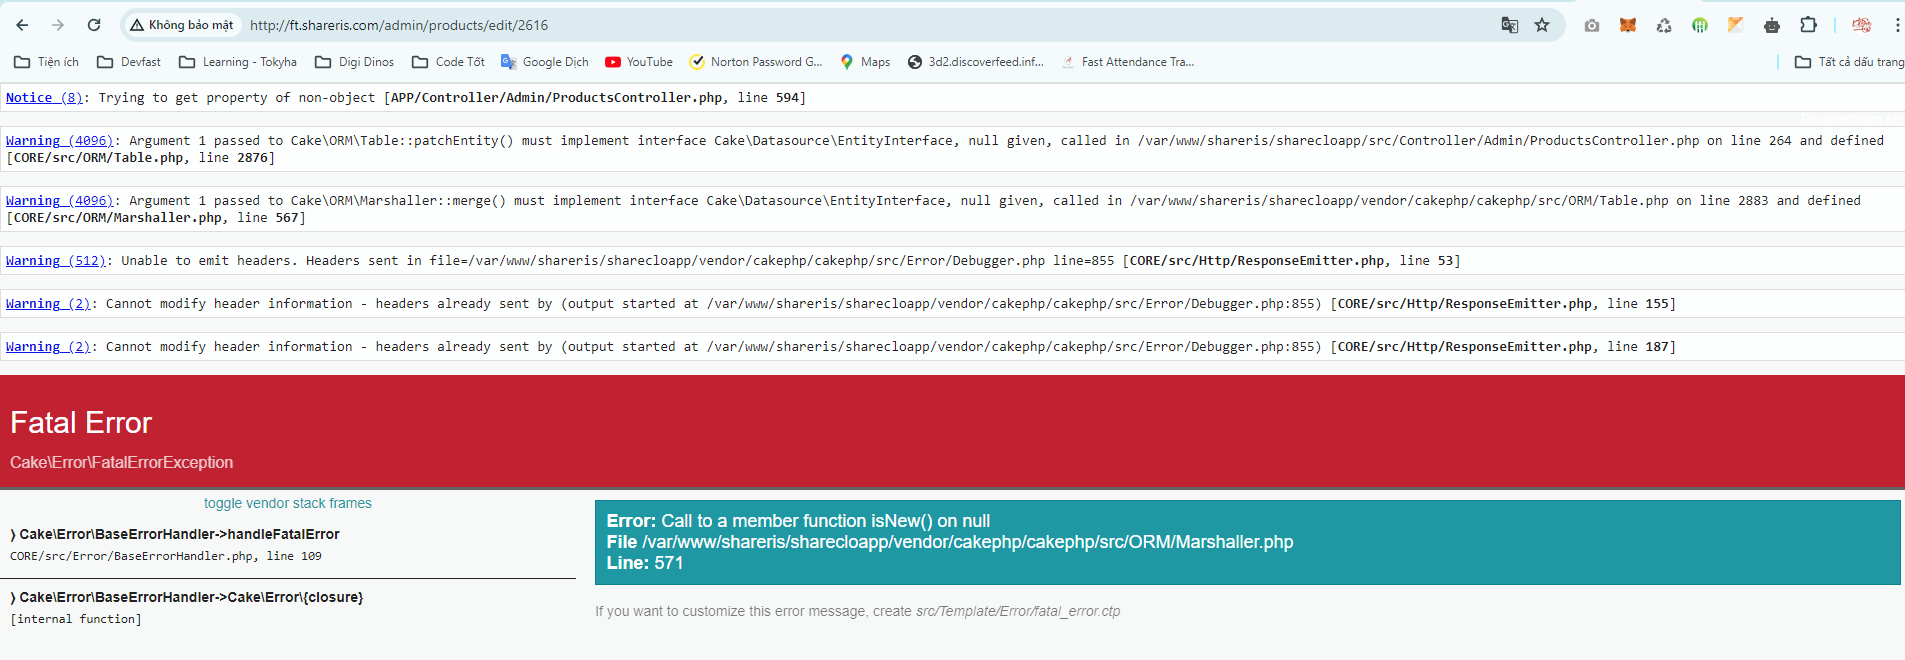 Không bảo mật http://ft.shareris.com/admin/products/edit/2616
Tiện ích Devfast Learning - Tokyha Digi Dinos Code Tốt Google Dịch YouTube Norton Password G... Maps 3d2.discoverfeed.inf... Fast Attendance Tra... Tất cả dấu trang
Notice (8): Trying to get property of non-object [APP/Controller/Admin/ProductsController.php, line 594]
Warning (4096): Argument 1 passed to Cake\ORM\Table::patchEntity() must implement interface Cake\Datasource\EntityInterface, null given, called in /var/www/shareris/sharecloapp/src/Controller/Admin/ProductsController.php on line 264 and defined
[CORE/src/ORM/Table.php, line 2876]
Warning (4096): Argument 1 passed to Cake\ORM\Marshaller::merge() must implement interface Cake\Datasource\EntityInterface, null given, called in /var/www/shareris/sharecloapp/vendor/cakephp/cakephp/src/ORM/Table.php on line 2883 and defined
[CORE/src/ORM/Marshaller.php, line 567]
Warning (512): Unable to emit headers. Headers sent in file=/var/www/shareris/sharecloapp/vendor/cakephp/cakephp/src/Error/Debugger.php line=855 [CORE/src/Http/ResponseEmitter.php, line 53]
Warning (2): Cannot modify header information - headers already sent by (output started at /var/www/shareris/sharecloapp/vendor/cakephp/cakephp/src/Error/Debugger.php:855) [CORE/src/Http/ResponseEmitter.php, line 155]
Warning (2): Cannot modify header information - headers already sent by (output started at /var/www/shareris/sharecloapp/vendor/cakephp/cakephp/src/Error/Debugger.php:855) [CORE/src/Http/ResponseEmitter.php, line 187]
Fatal Error
Cake\Error\FatalErrorException
toggle vendor stack frames
⟩ Cake\Error\BaseErrorHandler->handleFatalError
CORE/src/Error/BaseErrorHandler.php, line 109
⟩ Cake\Error\BaseErrorHandler->Cake\Error\{closure}
[internal function]
Error: Call to a member function isNew() on null
File /var/www/shareris/sharecloapp/vendor/cakephp/cakephp/src/ORM/Marshaller.php
Line: 571
If you want to customize this error message, create src/Template/Error/fatal_error.ctp